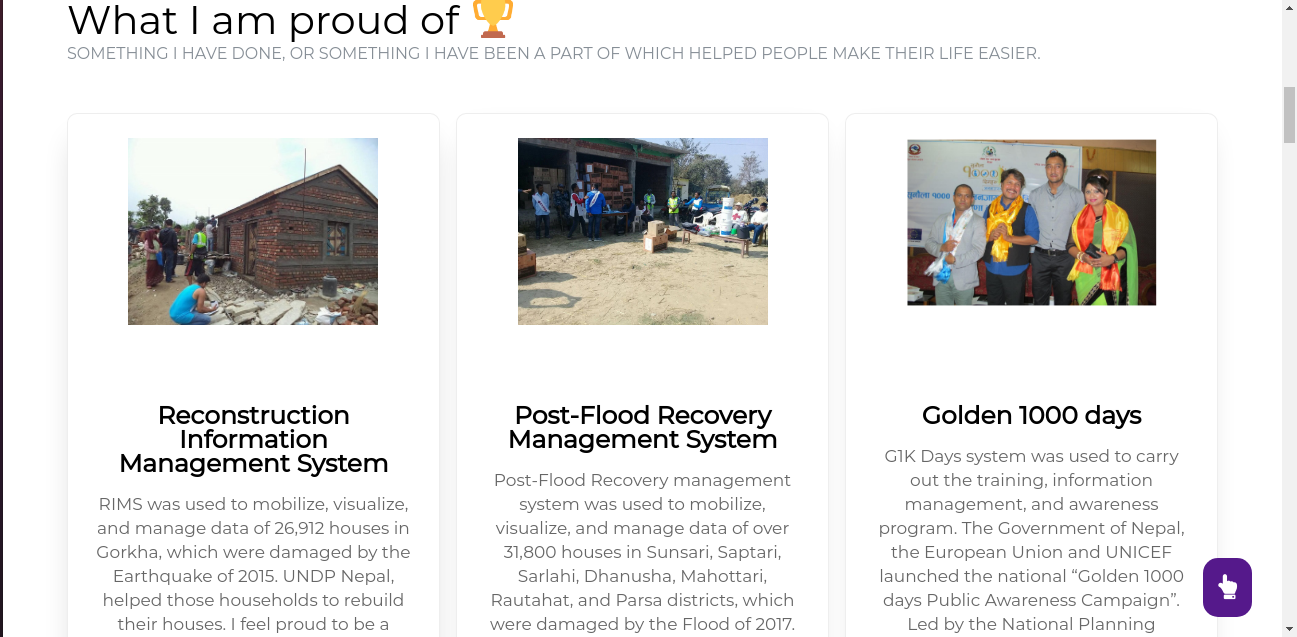 What I am proud of 🏆
SOMETHING I HAVE DONE, OR SOMETHING I HAVE BEEN A PART OF WHICH HELPED PEOPLE MAKE THEIR LIFE EASIER.
Reconstruction
Information
Management System
RIMS was used to mobilize, visualize,
and manage data of 26,912 houses in
Gorkha, which were damaged by the
Earthquake of 2015. UNDP Nepal,
helped those households to rebuild
their houses. I feel proud to be a
Post-Flood Recovery
Management System
Post-Flood Recovery management
system was used to mobilize,
visualize, and manage data of over
31,800 houses in Sunsari, Saptari,
Sarlahi, Dhanusha, Mahottari,
Rautahat, and Parsa districts, which
were damaged by the Flood of 2017.
Golden 1000 days
G1K Days system was used to carry
out the training, information
management, and awareness
program. The Government of Nepal,
the European Union and UNICEF
launched the national “Golden 1000
days Public Awareness Campaign”.
Led by the National Planning